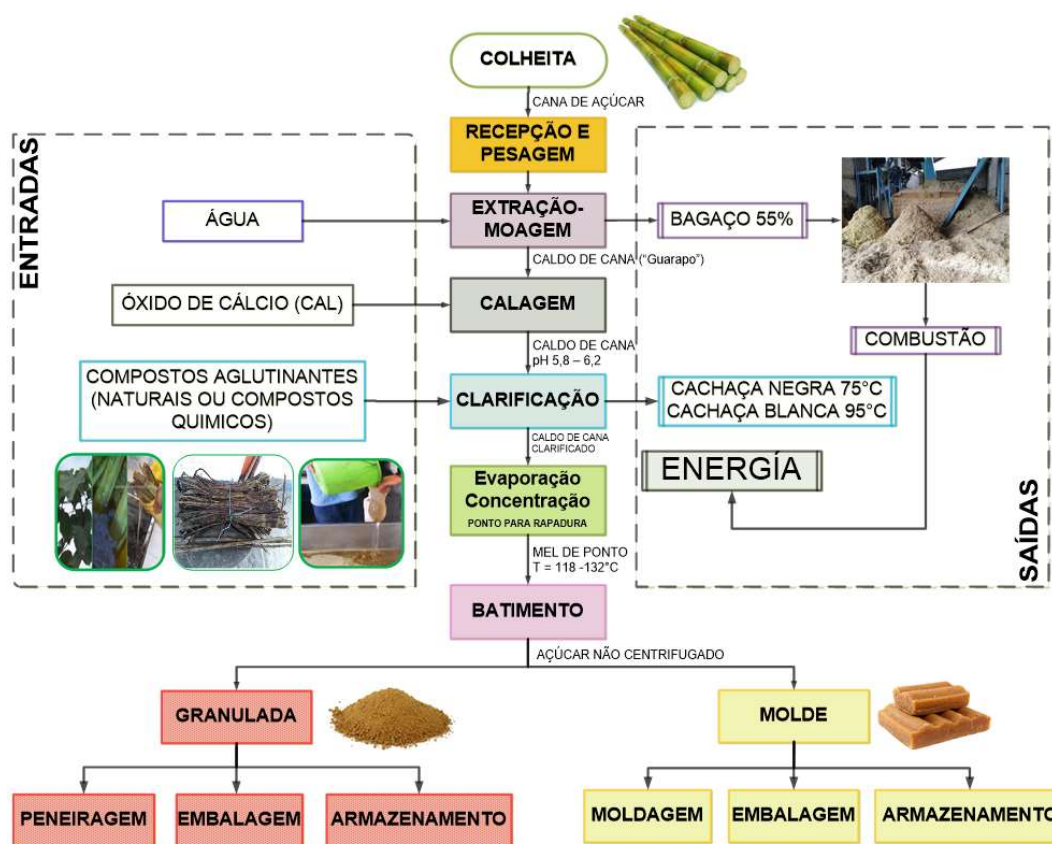 COLHEITA
CANA DE AÇÚCAR
RECEPÇÃO E
PESAGEM
ENTRADAS
ÁGUA
EXTRAÇÃO-
MOAGEM
BAGAÇO 55%
CALDO DE CANA (“Guarapo”)
ÓXIDO DE CÁLCIO (CAL)
CALAGEM
COMBUSTÃO
CALDO DE CANA
pH 5,8 – 6,2
COMPOSTOS AGLUTINANTES
(NATURAIS OU COMPOSTOS
QUIMICOS)
CLARIFICAÇÃO
CACHAÇA NEGRA 75°C
CACHAÇA BLANCA 95°C
CALDO DE CANA
CLARIFICADO
ENERGÍA
Evaporação
Concentração
PONTO PARA RAPADURA
SAÍDAS
MEL DE PONTO
T = 118 -132°C
BATIMENTO
AÇÚCAR NÃO CENTRIFUGADO
GRANULADA
MOLDE
PENEIRAGEM
EMBALAGEM
ARMAZENAMENTO
MOLDAGEM
EMBALAGEM
ARMAZENAMENTO